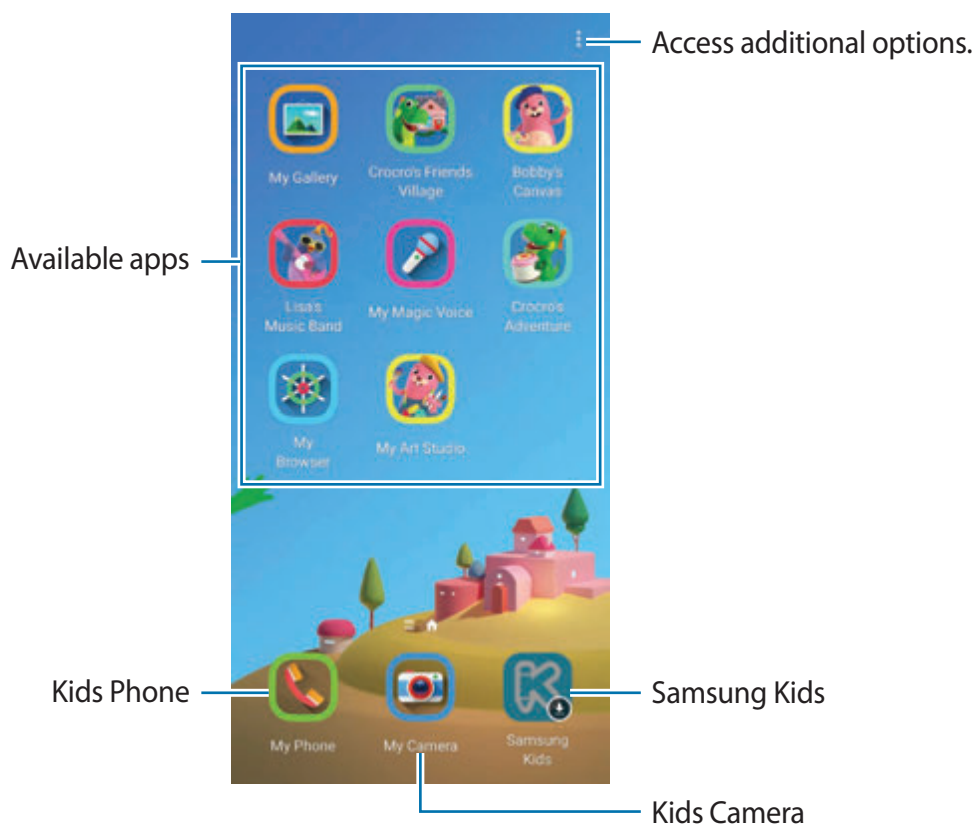 Access additional options.
My Gallery
Crocro's Friends
Village
Bobby's
Canvas
Available apps
Lisa's
Music Band
My Magic Voice
Crocro's
Adventure
My
Browser
My Art Studio
Kids Phone
Samsung Kids
My Phone
My Camera
Samsung
Kids
Kids Camera